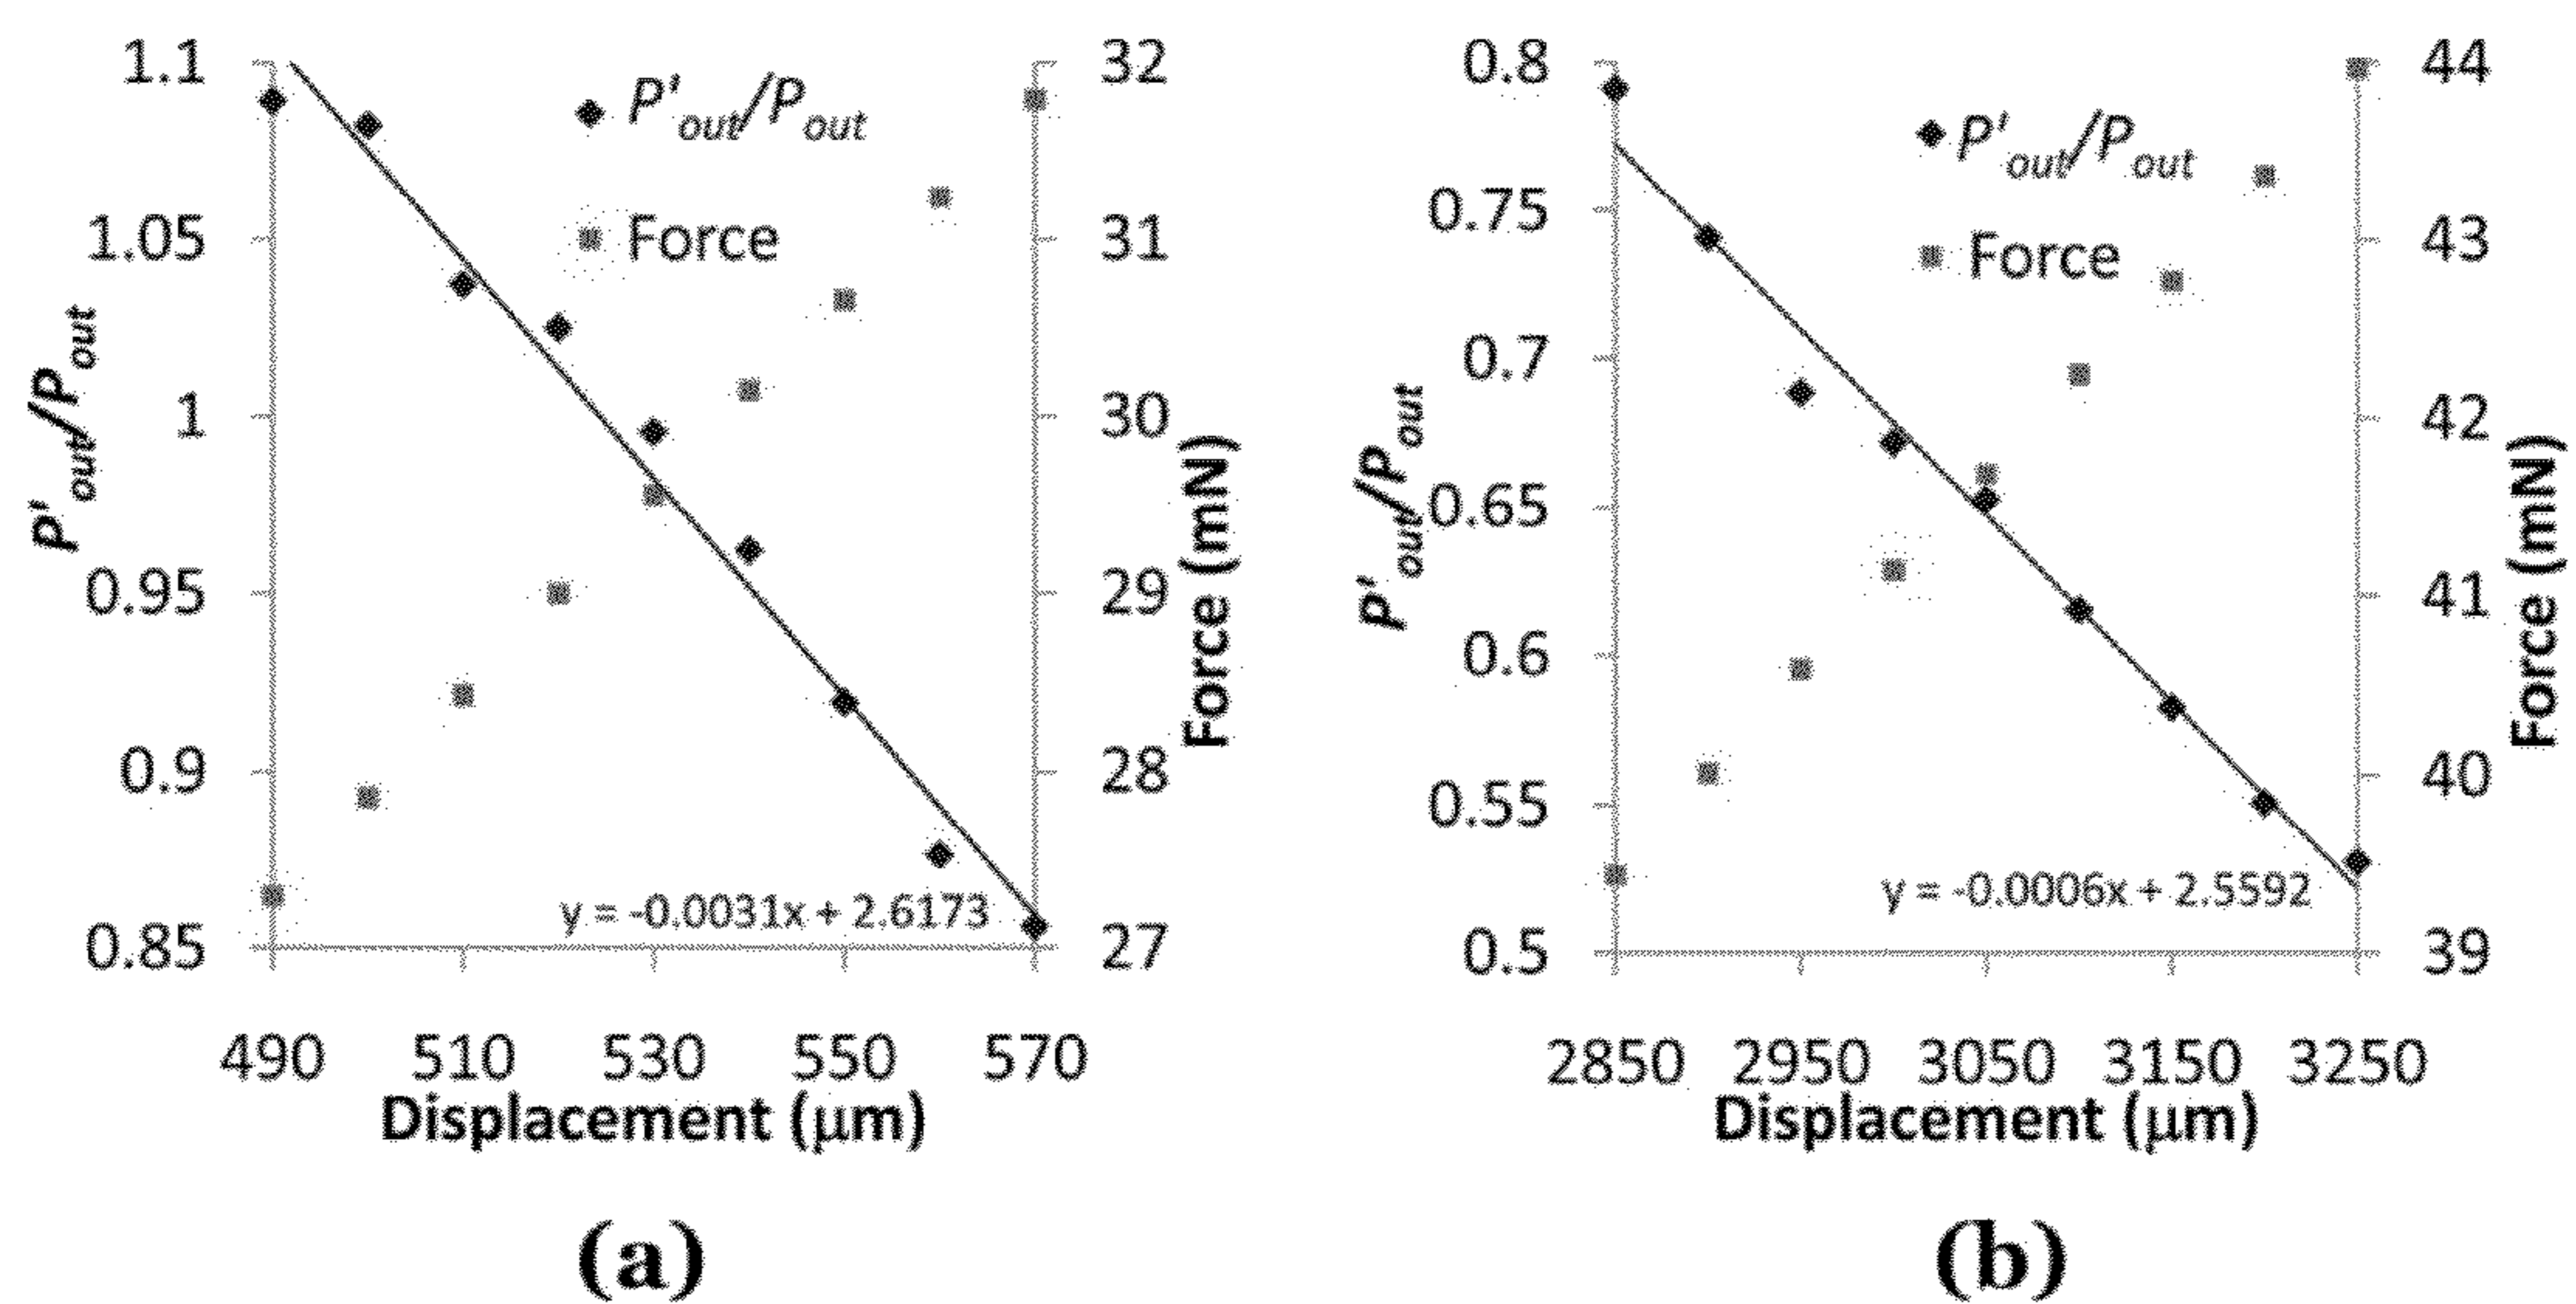 1.1
1.05
1
0.95
0.9
0.85
P'out/Pout
P'out/Pout
Force
y = -0.0031x + 2.6173
32
31
30
29
28
27
Force (mN)
490 510 530 550 570
Displacement (μm)
(a)
0.8
0.75
0.7
0.65
0.6
0.55
0.5
P'out/Pout
P'out/Pout
Force
y = -0.0006x + 2.5592
44
43
42
41
40
39
Force (mN)
2850 2950 3050 3150 3250
Displacement (μm)
(b)